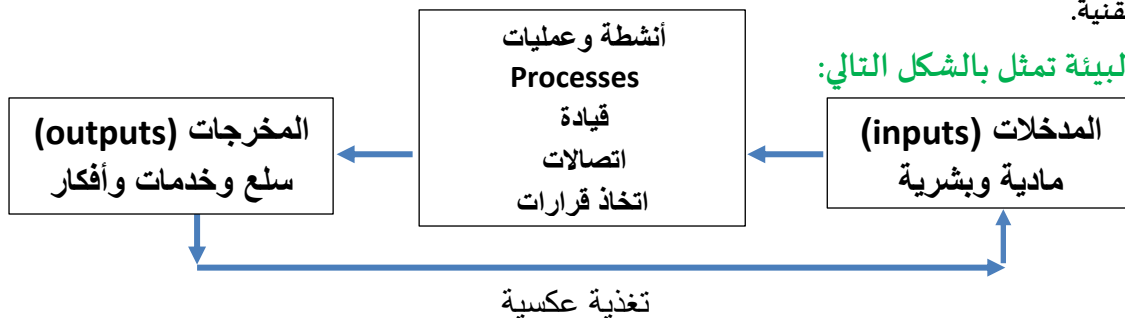 قنية.
لبيئة تمثل بالشكل التالي:
المدخلات (inputs)
مادية وبشرية
أنشطة وعمليات
Processes
قيادة
اتصالات
اتخاذ قرارات
المخرجات (outputs)
سلع وخدمات وأفكار
تغذية عكسية